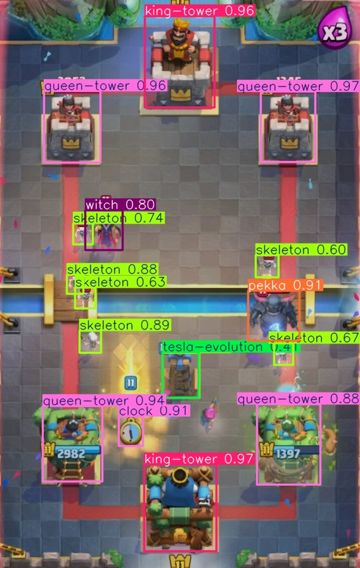 king-tower 0.96
x3
queen-tower 0.96
queen-tower 0.97
witch 0.80
skeleton 0.74
skeleton 0.60
skeleton 0.88
skeleton 0.63
pekka 0.91
skeleton 0.89
skeleton 0.67
tesla-evolution 0.41
11
queen-tower 0.94
queen-tower 0.88
clock 0.91
2982
1397
king-tower 0.97